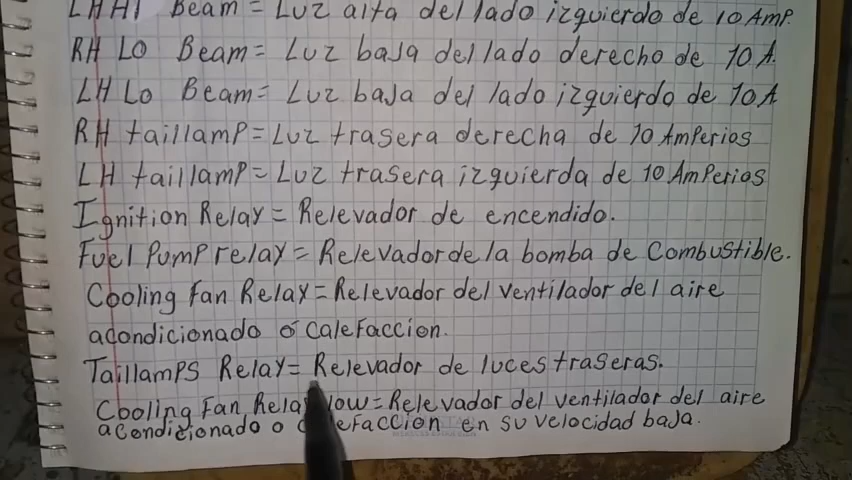 LH HI Beam = Luz alta del lado izquierdo de 10 Amp.
RH Lo Beam = Luz baja del lado derecho de 10 A
LH Lo Beam = Luz baja del lado izquierdo de 10 A
RH taillamp = Luz trasera derecha de 10 Amperios
LH taillamp = Luz trasera izquierda de 10 Amperios
Ignition Relay = Relevador de encendido.
Fuel Pump relay = Relevador de la bomba de Combustible.
Cooling Fan Relay = Relevador del ventilador del aire
acondicionado o calefaccion.
Taillamps Relay = Relevador de luces traseras.
Cooling Fan Relay low = Relevador del ventilador del aire
acondicionado o calefaccion en su velocidad baja.